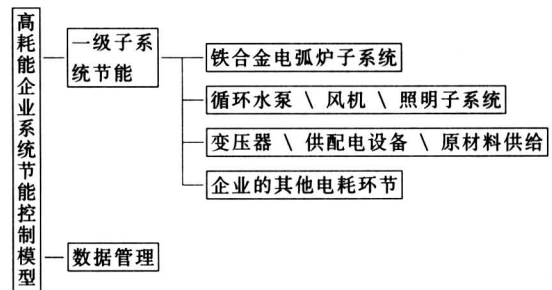 高耗能企业系统节能控制模型
一级子系
统节能
铁合金电弧炉子系统
循环水泵 \ 风机 \ 照明子系统
变压器 \ 供配电设备 \ 原材料供给
企业的其他电耗环节
数据管理